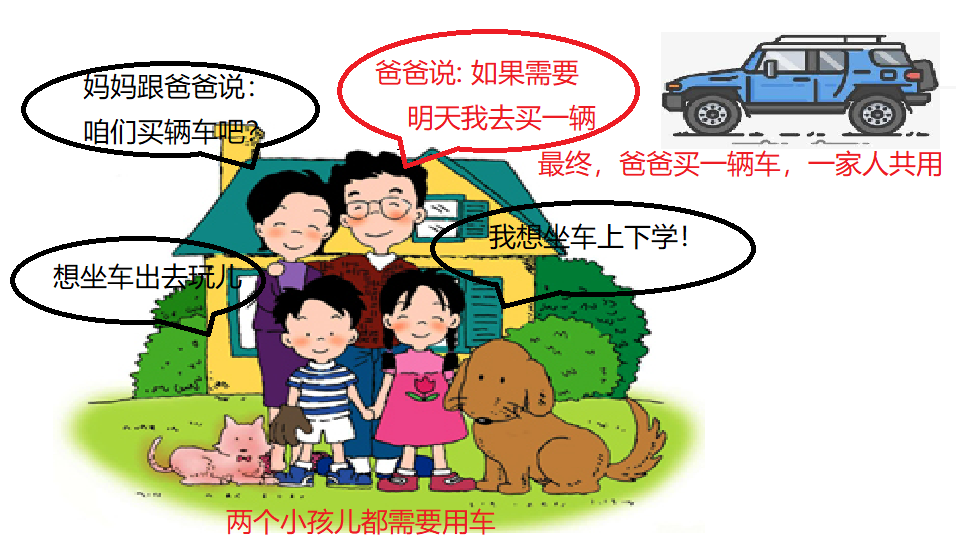 妈妈跟爸爸说：
咱们买辆车吧？
爸爸说: 如果需要
明天我去买一辆
最终，爸爸买一辆车，一家人共用
我想坐车上下学！
想坐车出去玩儿
两个小孩儿都需要用车